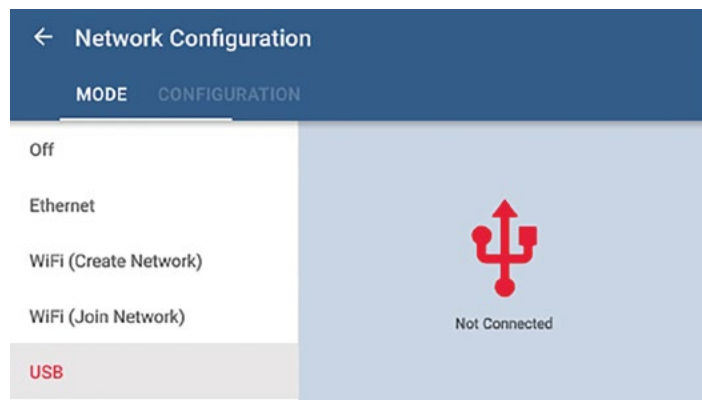 Network Configuration
MODE CONFIGURATION
Off
Ethernet
WiFi (Create Network)
WiFi (Join Network)
Not Connected
USB